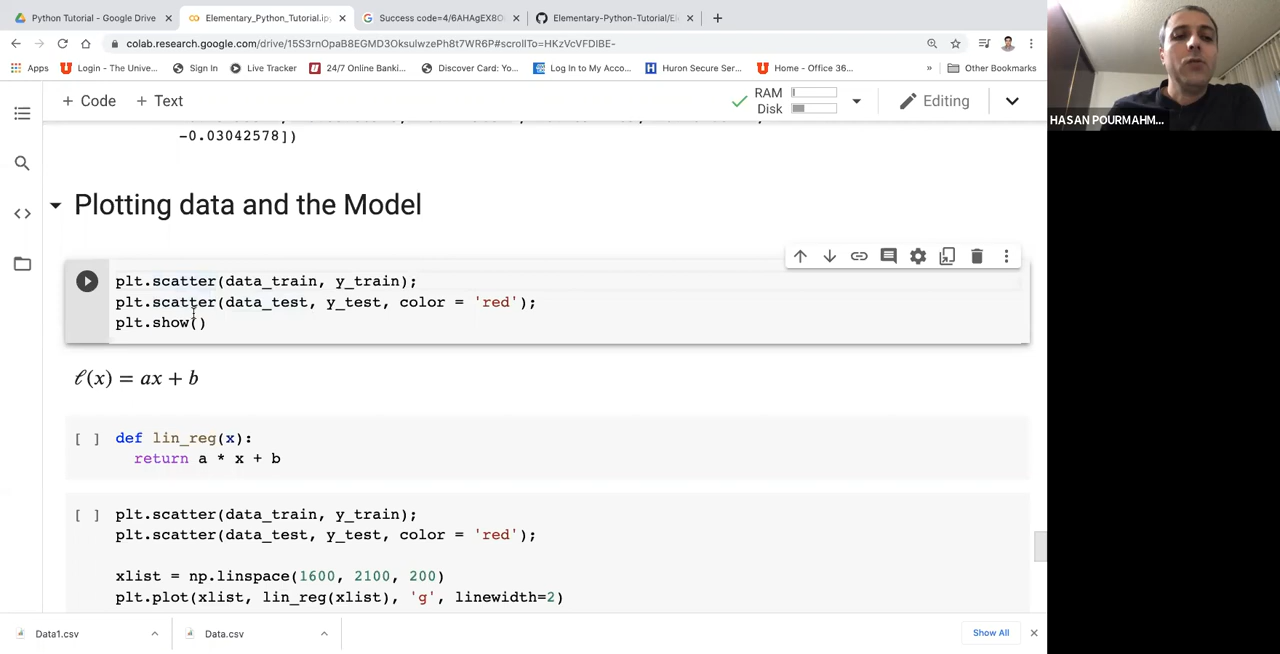 Python Tutorial - Google Drive
Elementary_Python_Tutorial.ip
Success code=4/6AHgEX8O
Elementary-Python-Tutorial/El
colab.research.google.com/drive/15S3rnOpaB8EGMD3OksulwzePh8t7WR6P#scrollTo=HKzVcVFDIBE-
Apps
Login - The Unive...
Sign In
Live Tracker
24/7 Online Banki...
Discover Card: Yo...
Log In to My Acco...
Huron Secure Ser...
Home - Office 36...
»
Other Bookmarks
+ Code
+ Text
RAM
Disk
Editing
HASAN POURMAHM...
-0.03042578])
Plotting data and the Model
plt.scatter(data_train, y_train);
plt.scatter(data_test, y_test, color = 'red');
plt.show()
ℓ(x) = ax + b
[ ] def lin_reg(x):
return a * x + b
[ ] plt.scatter(data_train, y_train);
plt.scatter(data_test, y_test, color = 'red');
xlist = np.linspace(1600, 2100, 200)
plt.plot(xlist, lin_reg(xlist), 'g', linewidth=2)
Data1.csv
Data.csv
Show All